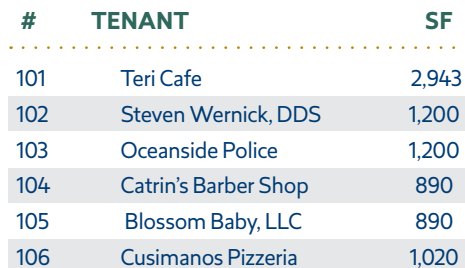 # TENANT SF
101 Teri Cafe 2,943
102 Steven Wernick, DDS 1,200
103 Oceanside Police 1,200
104 Catrin’s Barber Shop 890
105 Blossom Baby, LLC 890
106 Cusimanos Pizzeria 1,020